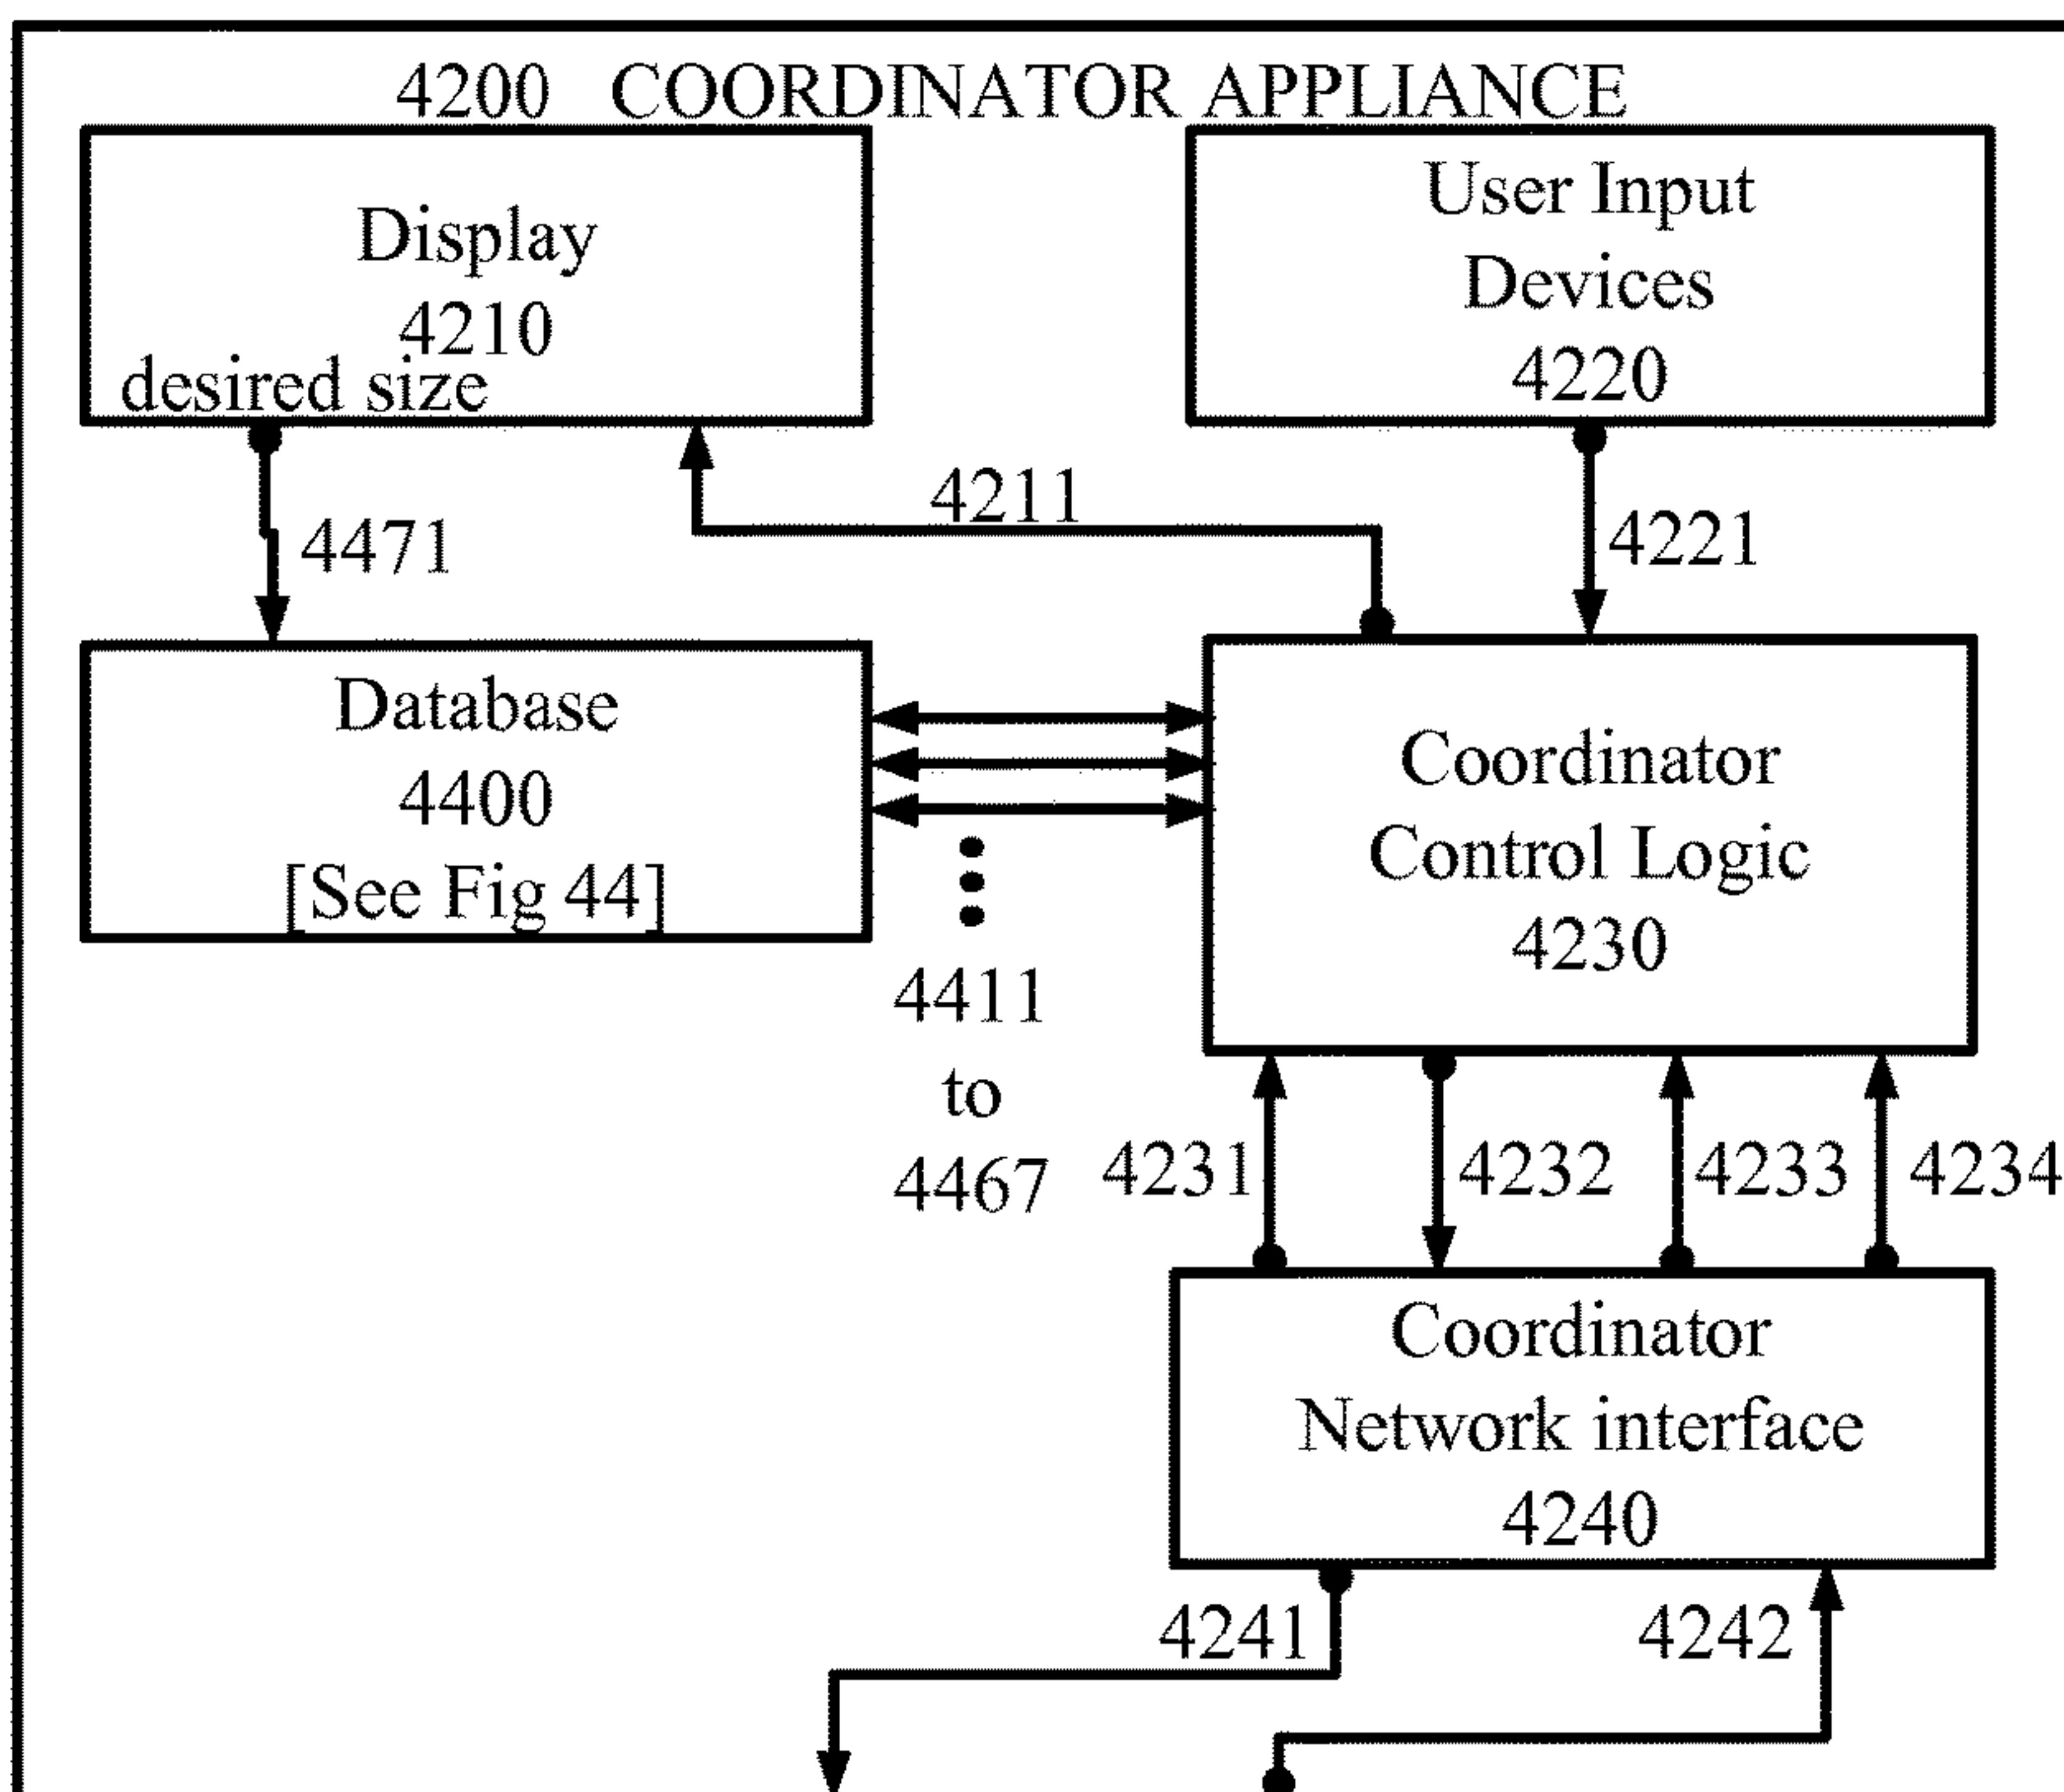 4200 COORDINATOR APPLIANCE
Display
4210
desired size
User Input
Devices
4220
4471
4211
4221
Database
4400
[See Fig 44]
Coordinator
Control Logic
4230
4411
to
4467
4231
4232
4233
4234
Coordinator
Network interface
4240
4241
4242